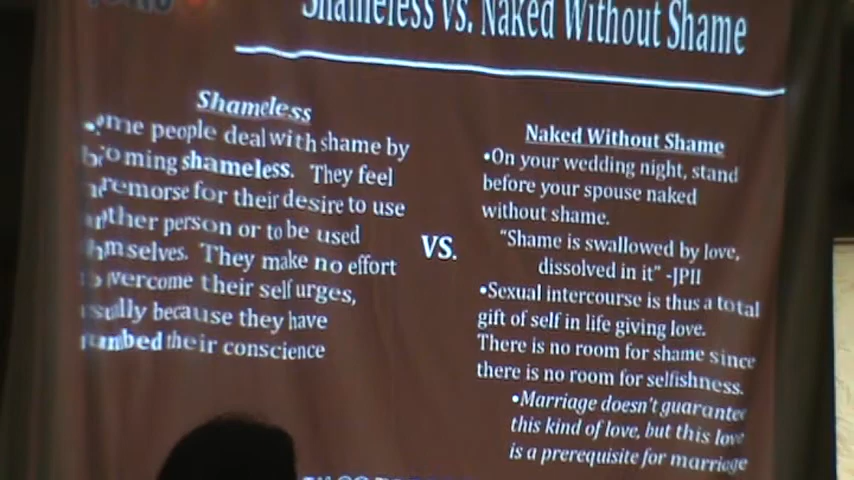 Shameless vs. Naked Without Shame
Shameless
people deal with shame by
shameless. They feel
remorse for their desire to use
person or to be used
They make no effort
overcome their self urges,
because they have
their conscience
VS.
Naked Without Shame
•On your wedding night, stand
before your spouse naked
without shame.
"Shame is swallowed by love,
dissolved in it" -JPII
•Sexual intercourse is thus a total
gift of self in life giving love.
There is no room for shame since
there is no room for selfishness.
•Marriage doesn't guarantee
this kind of love, but this love
is a prerequisite for marriage